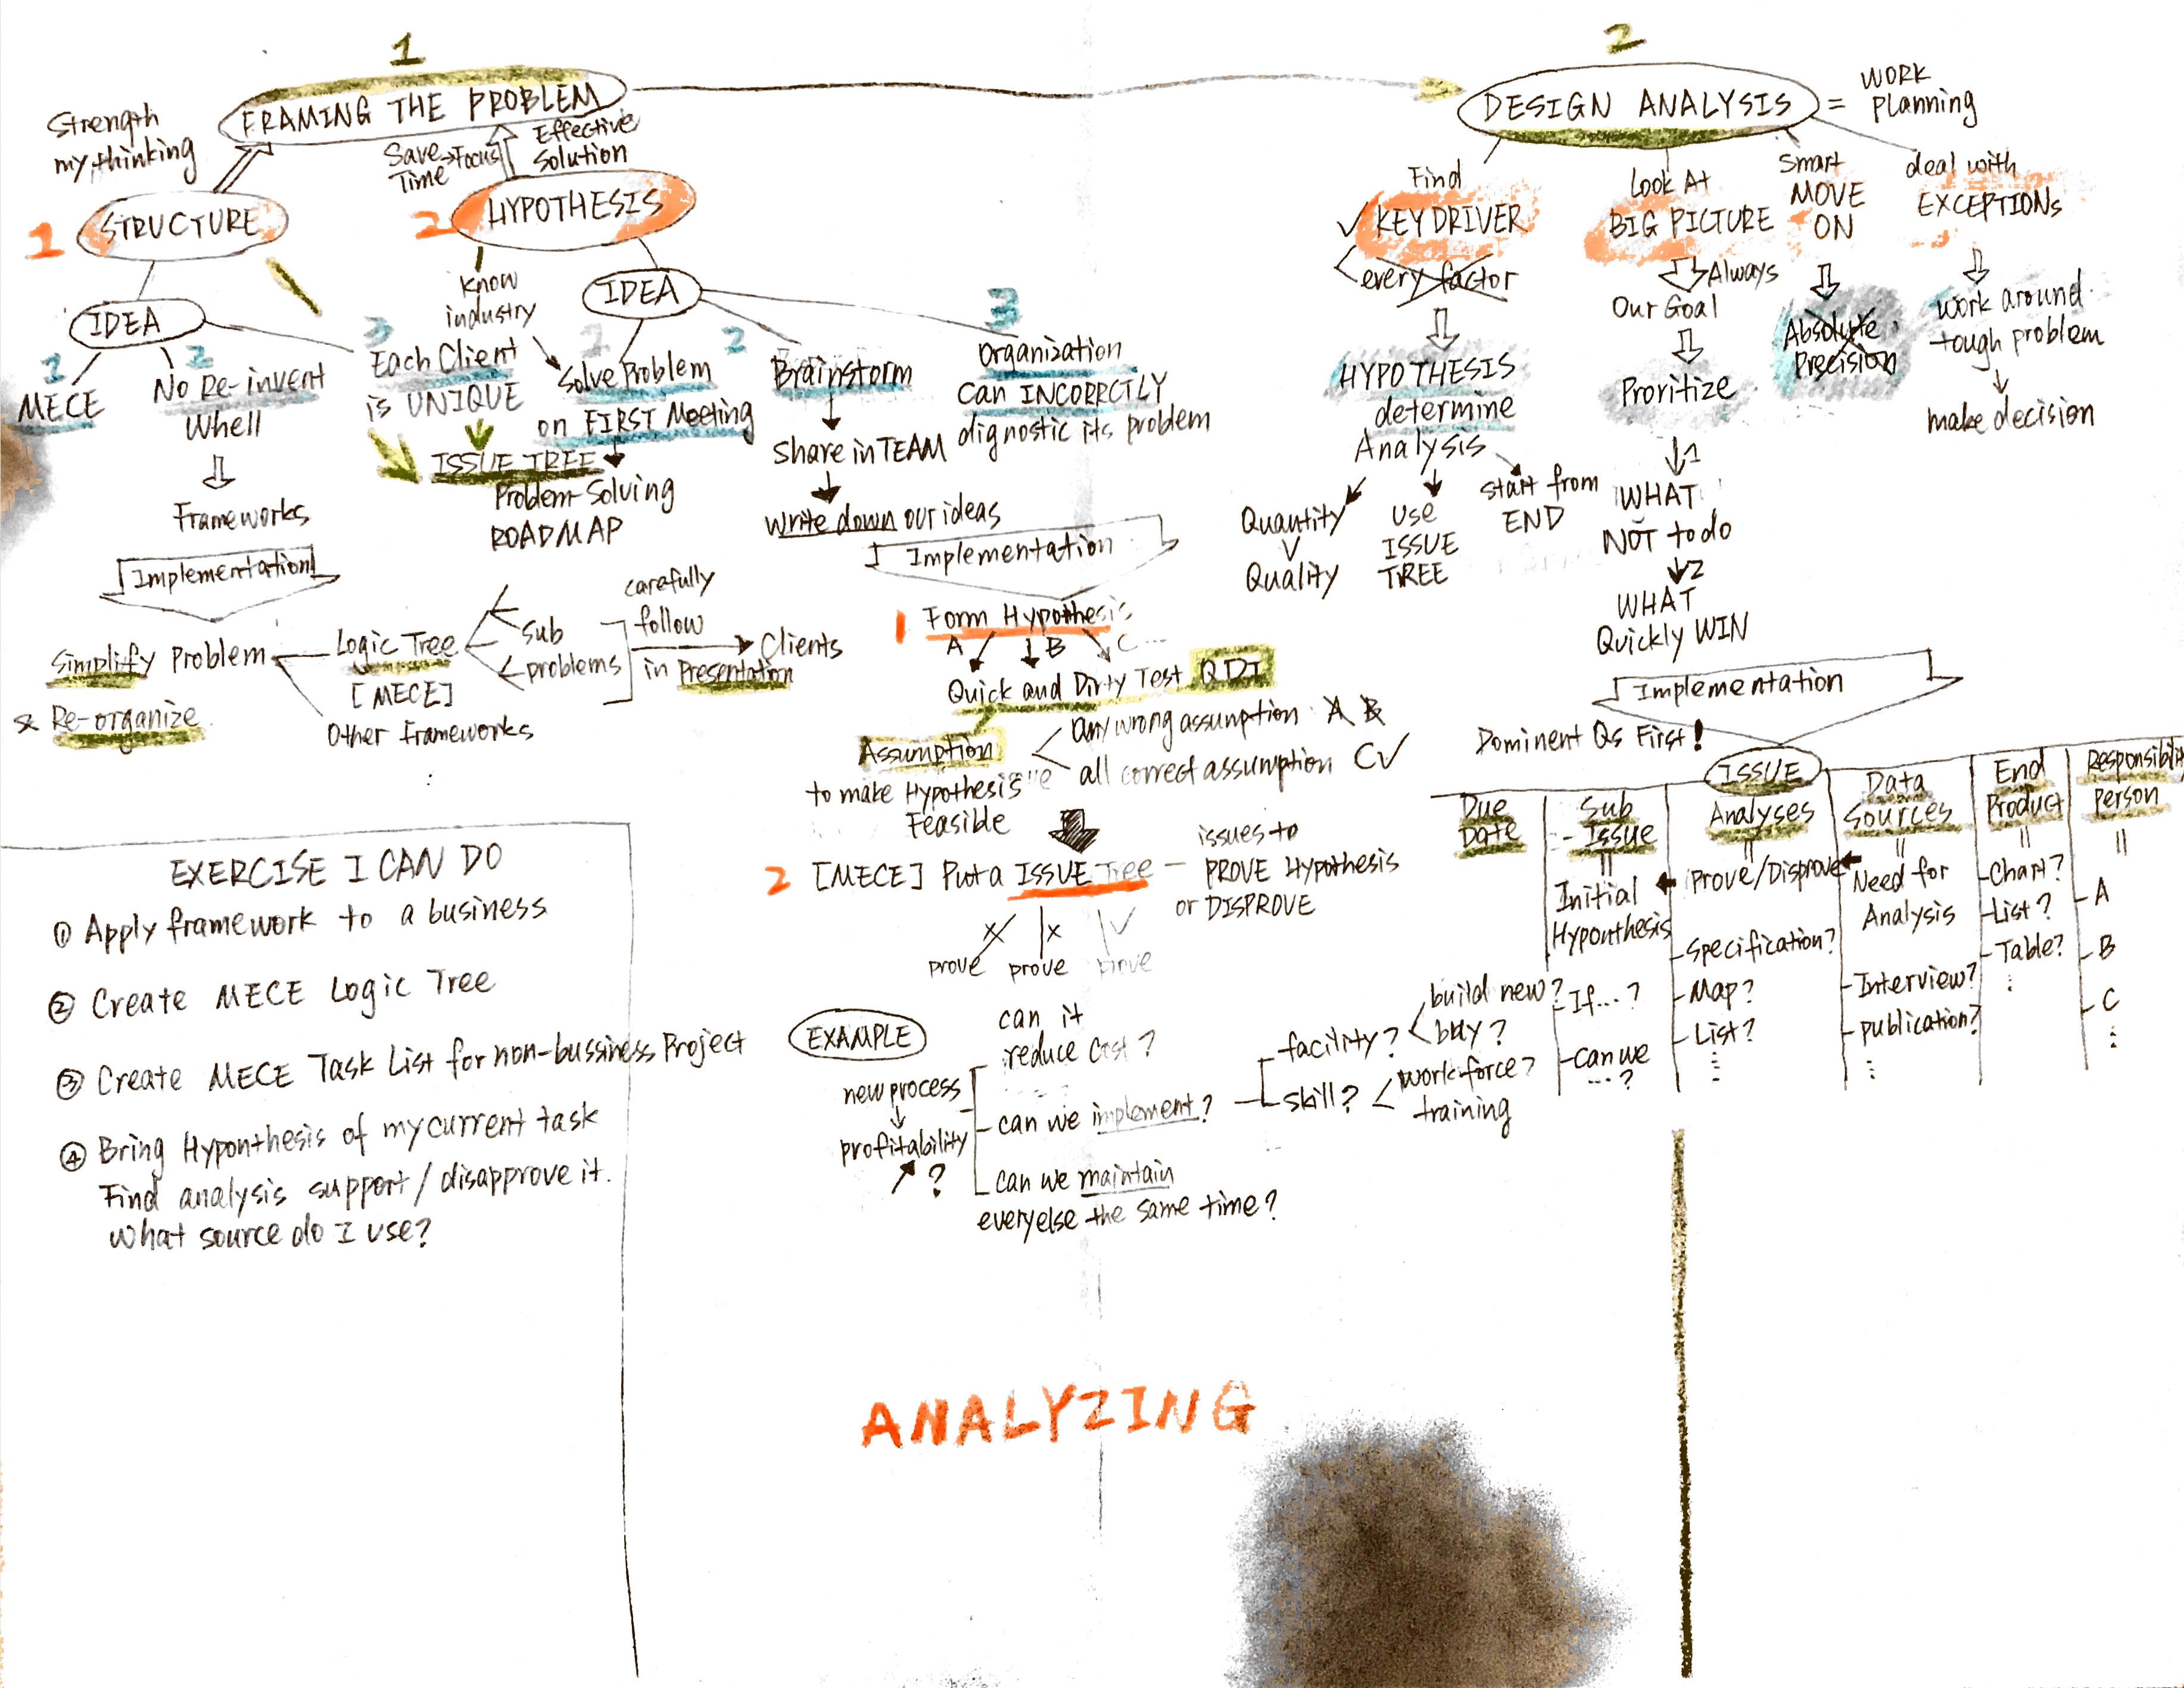 1
FRAMING THE PROBLEM
Strength
my thinking
Save
Time
Focus
Effective
Solution
1
STRUCTURE
2
HYPOTHESIS
IDEA
1
MECE
2
No Re-invent
Whell
Frameworks
3
Each Client
is UNIQUE
Know
industry
IDEA
1
Solve Problem
on FIRST Meeting
ISSUE TREE
Problem-Solving
ROADMAP
2
Brainstorm
Share in TEAM
Write down our ideas
3
Organization
Can INCORRCTLY
dignostic its problem
Implementation
Simplify Problem
& Re-organize
Logic Tree
[MECE]
Other frameworks
Sub
problems
carefully
follow
in Presentation
Clients
Implementation
1 Form Hypothesis
A B C ...
Quick and Dirty Test QDT
Assumption
to make Hypothesis
Feasible
any wrong assumption A B
all correct assumption C
2 [MECE] Put a ISSUE Tree
issues to
PROVE Hypothesis
or DISPROVE
prove prove prove
EXAMPLE
new process
profitability
?
can it
reduce cost?
can we implement?
can we maintain
everyelse the same time?
facility?
build new?
buy?
skill?
work force?
training
EXERCISE I CAN DO
① Apply framework to a business
② Create MECE Logic Tree
③ Create MECE Task List for non-bussiness Project
④ Bring Hyponthesis of my current task
Find analysis support/disapprove it.
What source do I use?
2
DESIGN ANALYSIS
= WORK
planning
Find
KEY DRIVER
every factor
HYPOTHESIS
determine
Analysis
Quantity
Quality
Use
ISSUE
TREE
start from
END
Look At
BIG PICTURE
Always
Our Goal
Proritize
1
WHAT
NOT to do
2
WHAT
Quickly WIN
Smart
MOVE
ON
Absolute
Precision
deal with
EXCEPTIONs
Work around
tough problem
make decision
Implementation
Dominent Qs First!
ISSUE
Due
Date
Sub
- Issue
Initial
Hyponthesis
If...?
can we
...?
Analyses
Prove/Disprove
Specification?
Map?
List?
Data
Sources
Need for
Analysis
Interview?
publication?
End
Product
Chart?
List?
Table?
Responsibilit
Person
A
B
C
ANALYZING